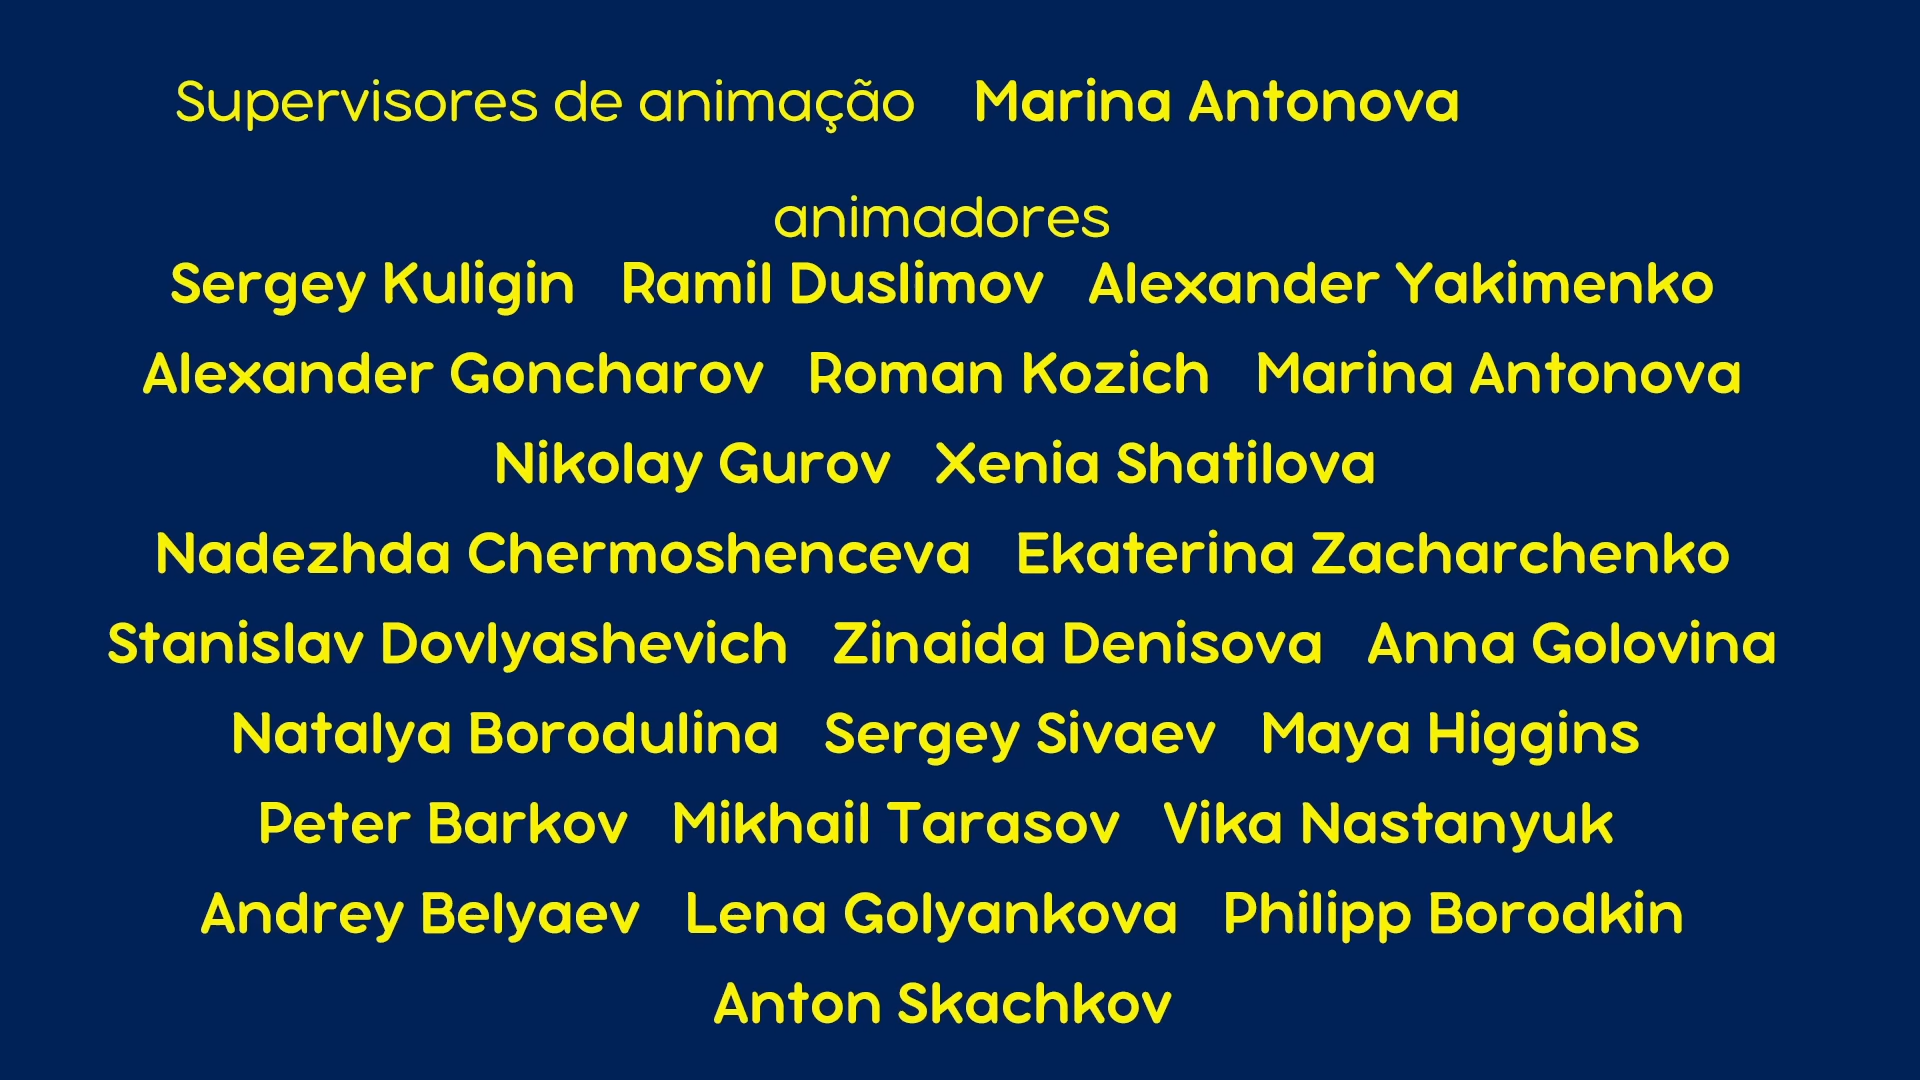 Supervisores de animação Marina Antonova
animadores
Sergey Kuligin Ramil Duslimov Alexander Yakimenko
Alexander Goncharov Roman Kozich Marina Antonova
Nikolay Gurov Xenia Shatilova
Nadezhda Chermoshenceva Ekaterina Zacharchenko
Stanislav Dovlyashevich Zinaida Denisova Anna Golovina
Natalya Borodulina Sergey Sivaev Maya Higgins
Peter Barkov Mikhail Tarasov Vika Nastanyuk
Andrey Belyaev Lena Golyankova Philipp Borodkin
Anton Skachkov